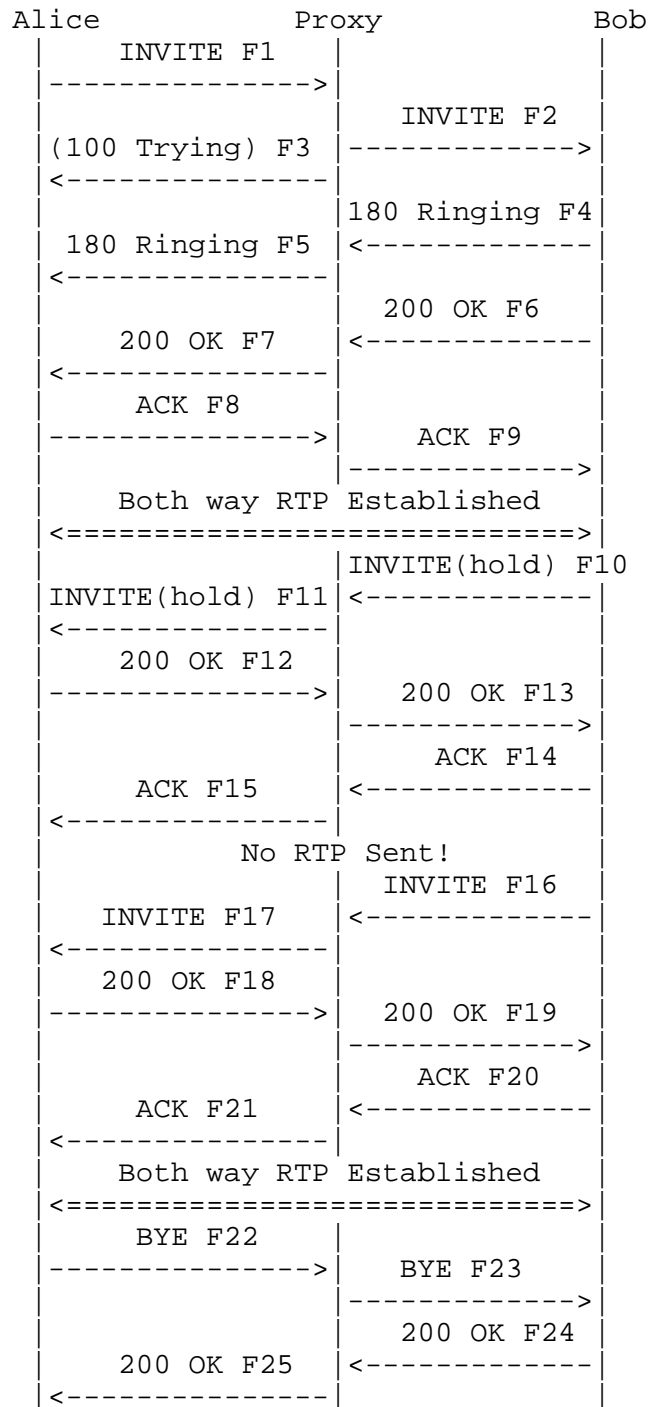 Alice Proxy Bob
INVITE F1
INVITE F2
(100 Trying) F3
180 Ringing F4
180 Ringing F5
200 OK F6
200 OK F7
ACK F8
ACK F9
Both way RTP Established
INVITE(hold) F10
INVITE(hold) F11
200 OK F12
200 OK F13
ACK F14
ACK F15
No RTP Sent!
INVITE F16
INVITE F17
200 OK F18
200 OK F19
ACK F20
ACK F21
Both way RTP Established
BYE F22
BYE F23
200 OK F24
200 OK F25